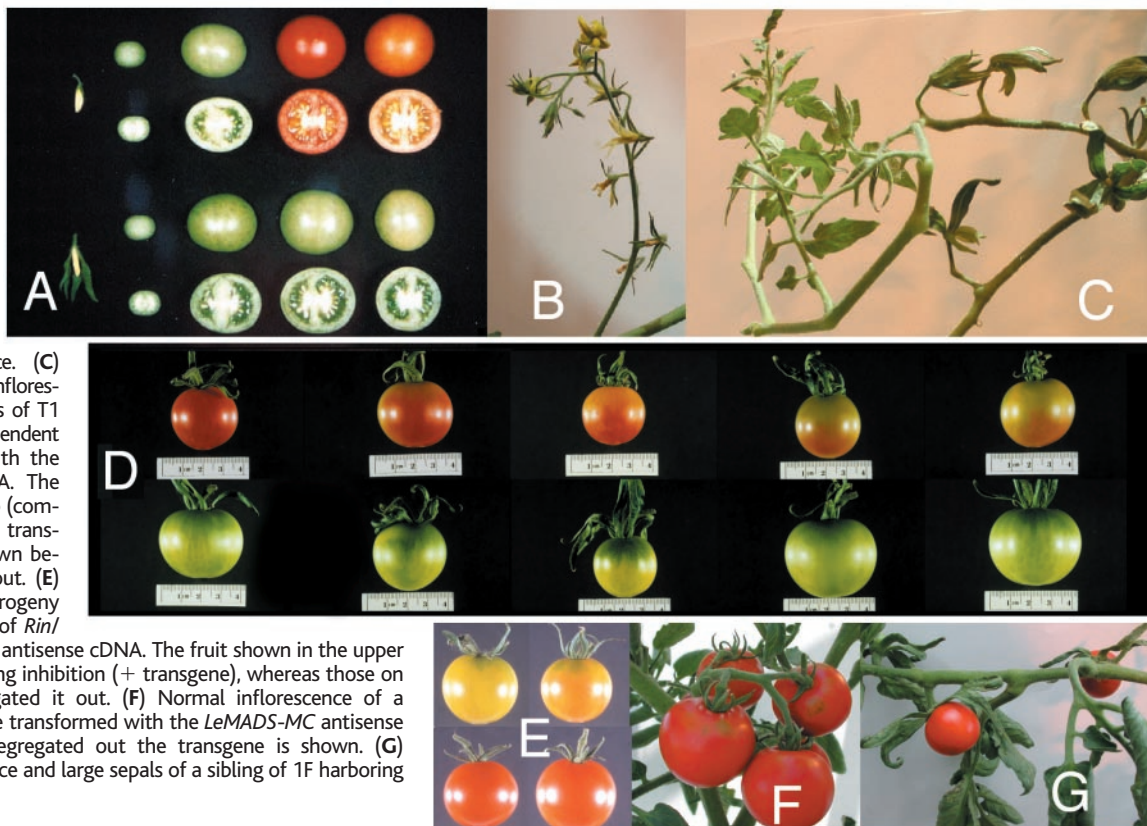 A
B
C
ce. (C)
nflores-
s of T1
endent
th the
A. The
(com-
trans-
wn be-
out. (E)
rogeny
of Rin/
D
antisense cDNA. The fruit shown in the upper
ng inhibition (+ transgene), whereas those on
gated it out. (F) Normal inflorescence of a
e transformed with the LeMADS-MC antisense
egregated out the transgene is shown. (G)
ce and large sepals of a sibling of 1F harboring
E
F
G